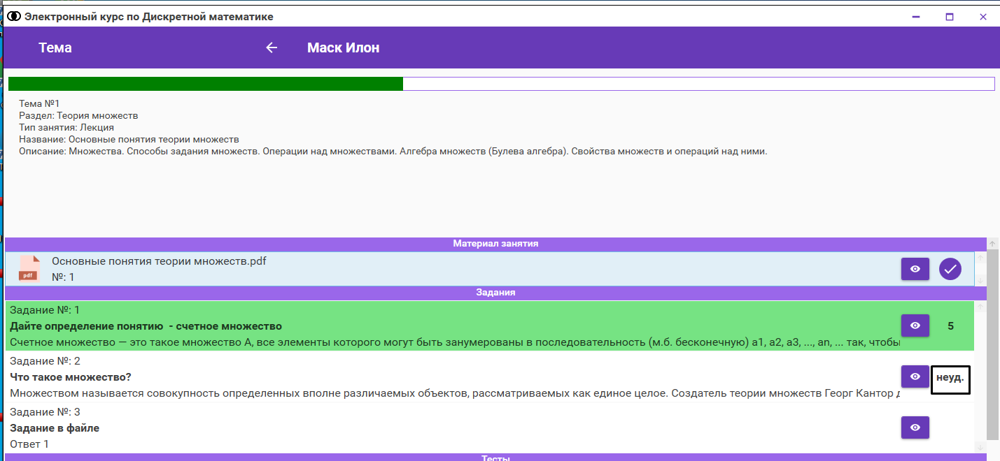 Электронный курс по Дискретной математике
Тема
Маск Илон
Тема №1
Раздел: Теория множеств
Тип занятия: Лекция
Название: Основные понятия теории множеств
Описание: Множества. Способы задания множеств. Операции над множествами. Алгебра множеств (Булева алгебра). Свойства множеств и операций над ними.
Материал занятия
pdf
Основные понятия теории множеств.pdf
№: 1
Задания
Задание №: 1
Дайте определение понятию - счетное множество
Счетное множество — это такое множество А, все элементы которого могут быть занумерованы в последовательность (м.б. бесконечную) а1, а2, а3, ..., аn, ... так, чтобы
5
Задание №: 2
Что такое множество?
Множеством называется совокупность определенных вполне различаемых объектов, рассматриваемых как единое целое. Создатель теории множеств Георг Кантор д
неуд.
Задание №: 3
Задание в файле
Ответ 1
Тесты